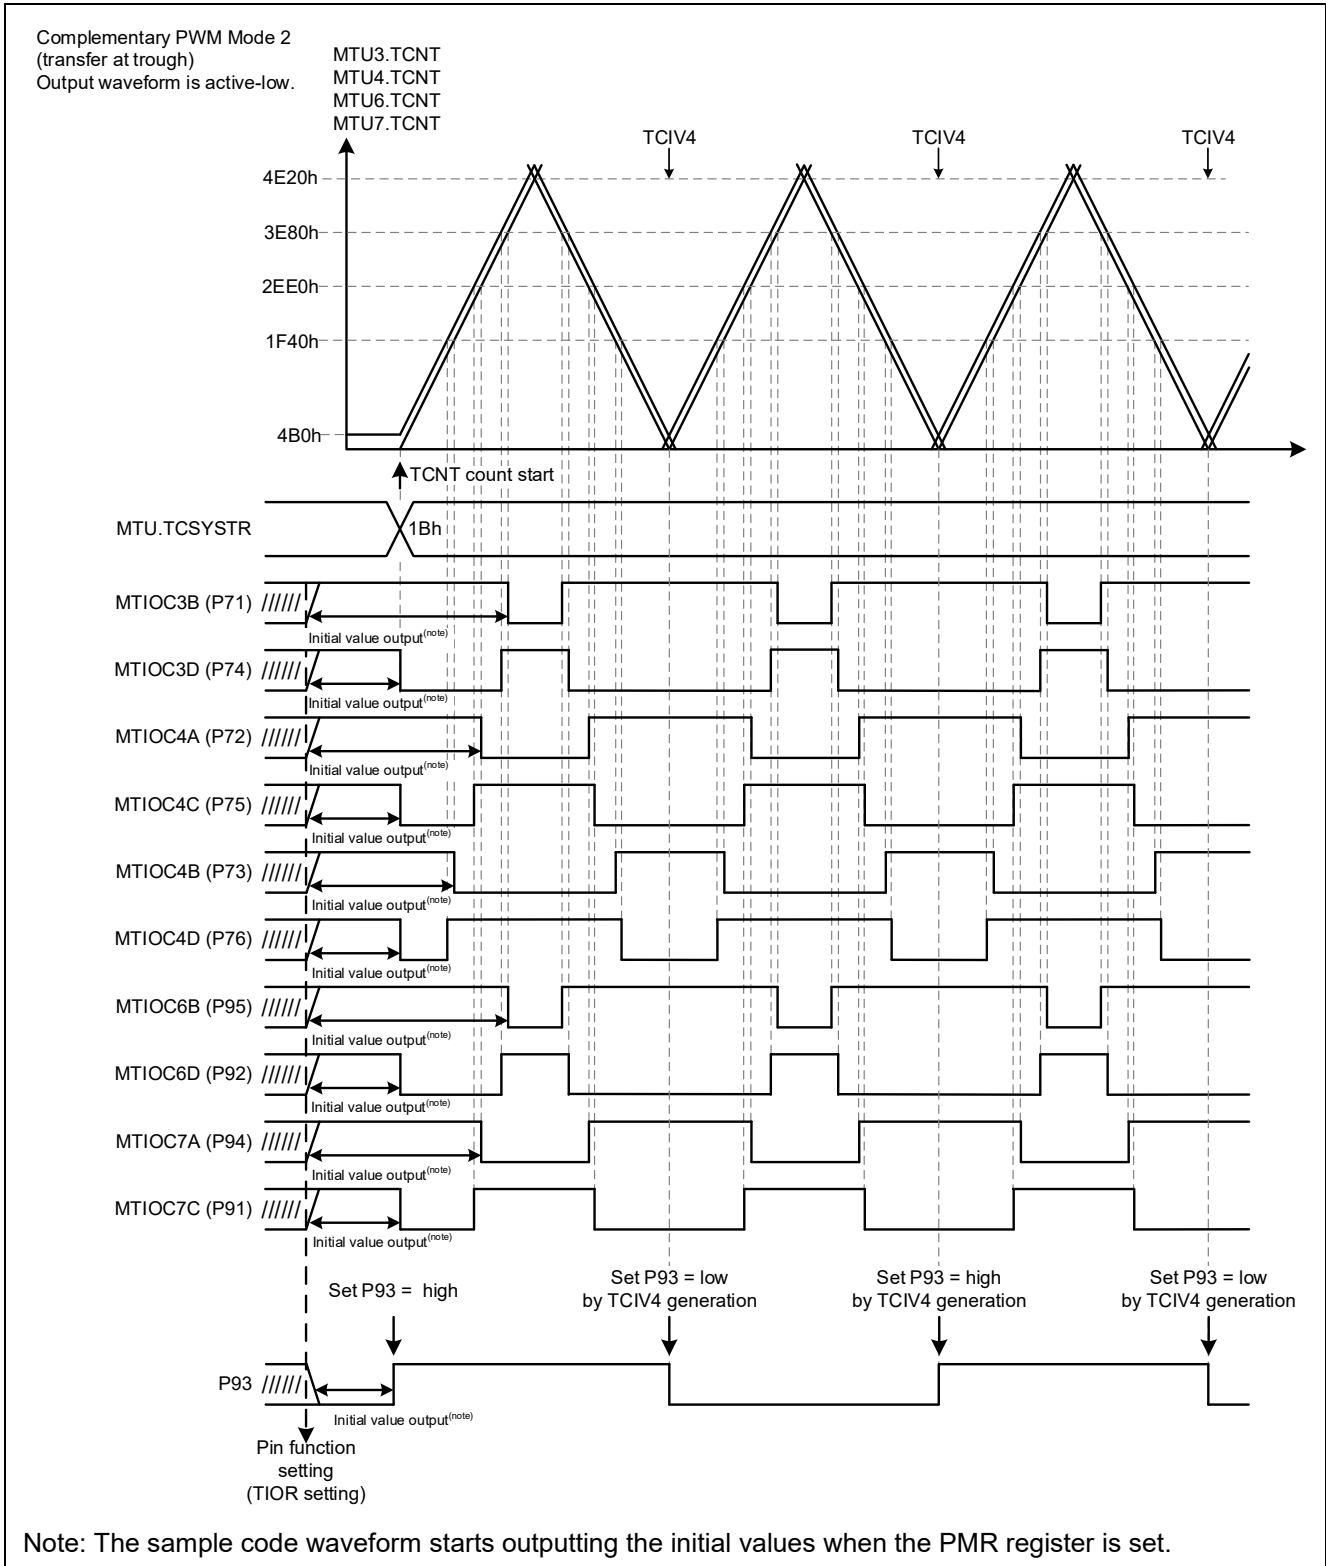 Complementary PWM Mode 2
(transfer at trough)
Output waveform is active-low.
MTU3.TCNT
MTU4.TCNT
MTU6.TCNT
MTU7.TCNT
TCIV4
TCIV4
TCIV4
4E20h
3E80h
2EE0h
1F40h
4B0h
TCNT count start
MTU.TCSYSTR
1Bh
MTIOC3B (P71)
Initial value output(note)
MTIOC3D (P74)
Initial value output(note)
MTIOC4A (P72)
Initial value output(note)
MTIOC4C (P75)
Initial value output(note)
MTIOC4B (P73)
Initial value output(note)
MTIOC4D (P76)
Initial value output(note)
MTIOC6B (P95)
Initial value output(note)
MTIOC6D (P92)
Initial value output(note)
MTIOC7A (P94)
Initial value output(note)
MTIOC7C (P91)
Initial value output(note)
Set P93 = high
Set P93 = low
by TCIV4 generation
Set P93 = high
by TCIV4 generation
Set P93 = low
by TCIV4 generation
P93
Initial value output(note)
Pin function
setting
(TIOR setting)
Note: The sample code waveform starts outputting the initial values when the PMR register is set.